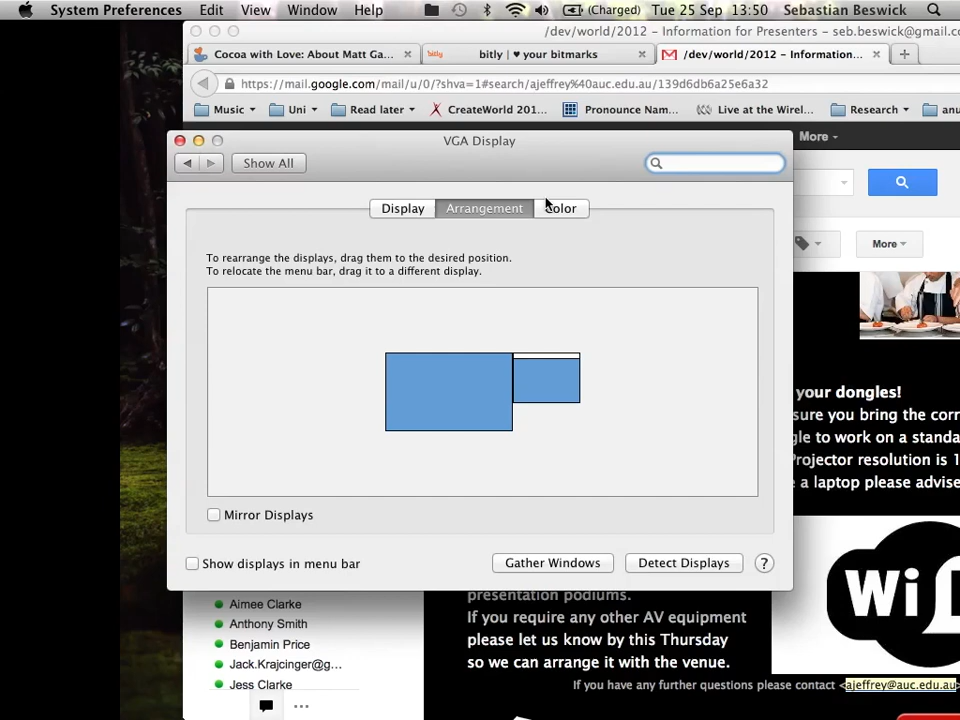 System Preferences Edit View Window Help (Charged) Tue 25 Sep 13:50 Sebastian Beswick
/dev/world/2012 – Information for Presenters – seb.beswick@gmail.c
Cocoa with Love: About Matt Ga... bitly | ♥ your bitmarks /dev/world/2012 – Information...
https://mail.google.com/mail/u/0/?shva=1#search/ajeffrey%40auc.edu.au/139d6db6a25e6a32
Music Uni Read later CreateWorld 201... Pronounce Nam... Live at the Wirel... Research anu
VGA Display
More
Show All
Display Arrangement Color
More
To rearrange the displays, drag them to the desired position.
To relocate the menu bar, drag it to a different display.
your dongles!
sure you bring the corr
gle to work on a standa
Projector resolution is 1
e a laptop please advise
Mirror Displays
Show displays in menu bar Gather Windows Detect Displays ?
Wi
presentation podiums.
If you require any other AV equipment
please let us know by this Thursday
so we can arrange it with the venue.
If you have any further questions please contact <ajeffrey@auc.edu.au>
Aimee Clarke
Anthony Smith
Benjamin Price
Jack.Krajcinger@g...
Jess Clarke